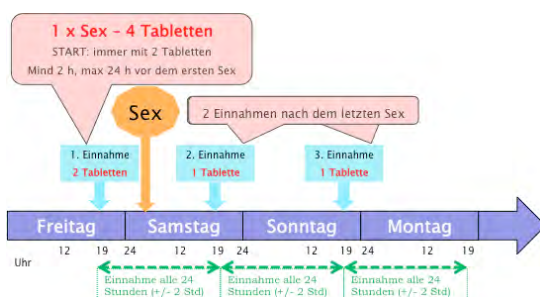 1 x Sex – 4 Tabletten
START: immer mit 2 Tabletten
Mind 2 h, max 24 h vor dem ersten Sex
Sex
2 Einnahmen nach dem letzten Sex
1. Einnahme
2 Tabletten
2. Einnahme
1 Tablette
3. Einnahme
1 Tablette
Freitag
Samstag
Sonntag
Montag
12 19 24 12 19 24 12 19 24 12 19
Uhr
Einnahme alle 24
Stunden (+/- 2 Std)
Einnahme alle 24
Stunden (+/- 2 Std)
Einnahme alle 24
Stunden (+/- 2 Std)